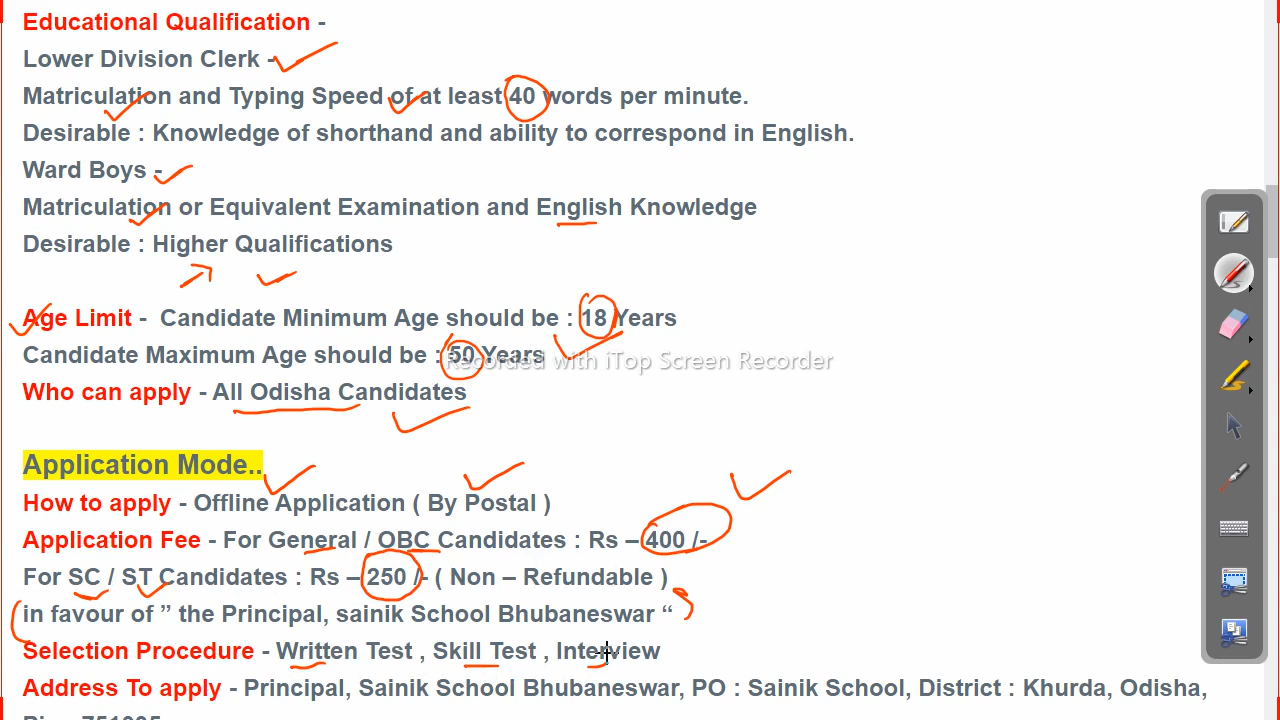 Educational Qualification -
Lower Division Clerk -
Matriculation and Typing Speed of at least 40 words per minute.
Desirable : Knowledge of shorthand and ability to correspond in English.
Ward Boys -
Matriculation or Equivalent Examination and English Knowledge
Desirable : Higher Qualifications
Age Limit - Candidate Minimum Age should be : 18 Years
Candidate Maximum Age should be : 50 Years
Recorded with iTop Screen Recorder
Who can apply - All Odisha Candidates
Application Mode..
How to apply - Offline Application ( By Postal )
Application Fee - For General / OBC Candidates : Rs – 400 /-
For SC / ST Candidates : Rs – 250 /- ( Non – Refundable )
in favour of ” the Principal, sainik School Bhubaneswar “
Selection Procedure - Written Test , Skill Test , Interview
Address To apply - Principal, Sainik School Bhubaneswar, PO : Sainik School, District : Khurda, Odisha,